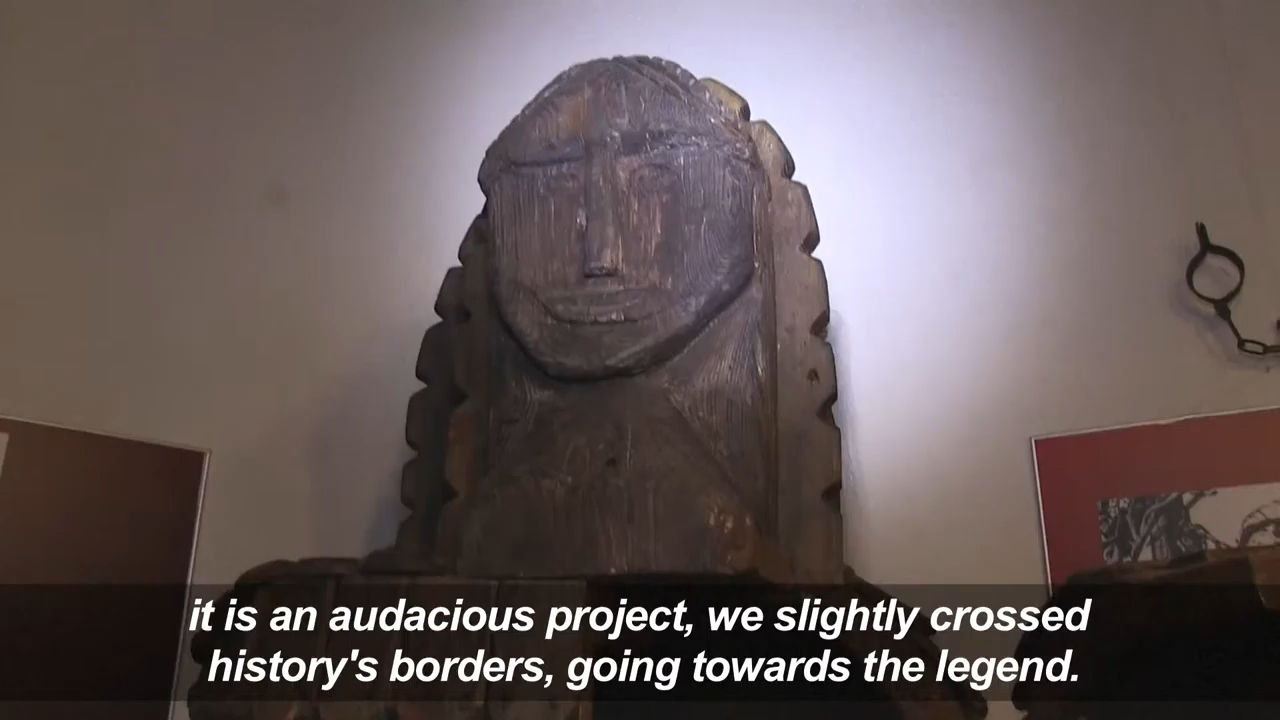 it is an audacious project, we slightly crossed
history's borders, going towards the legend.